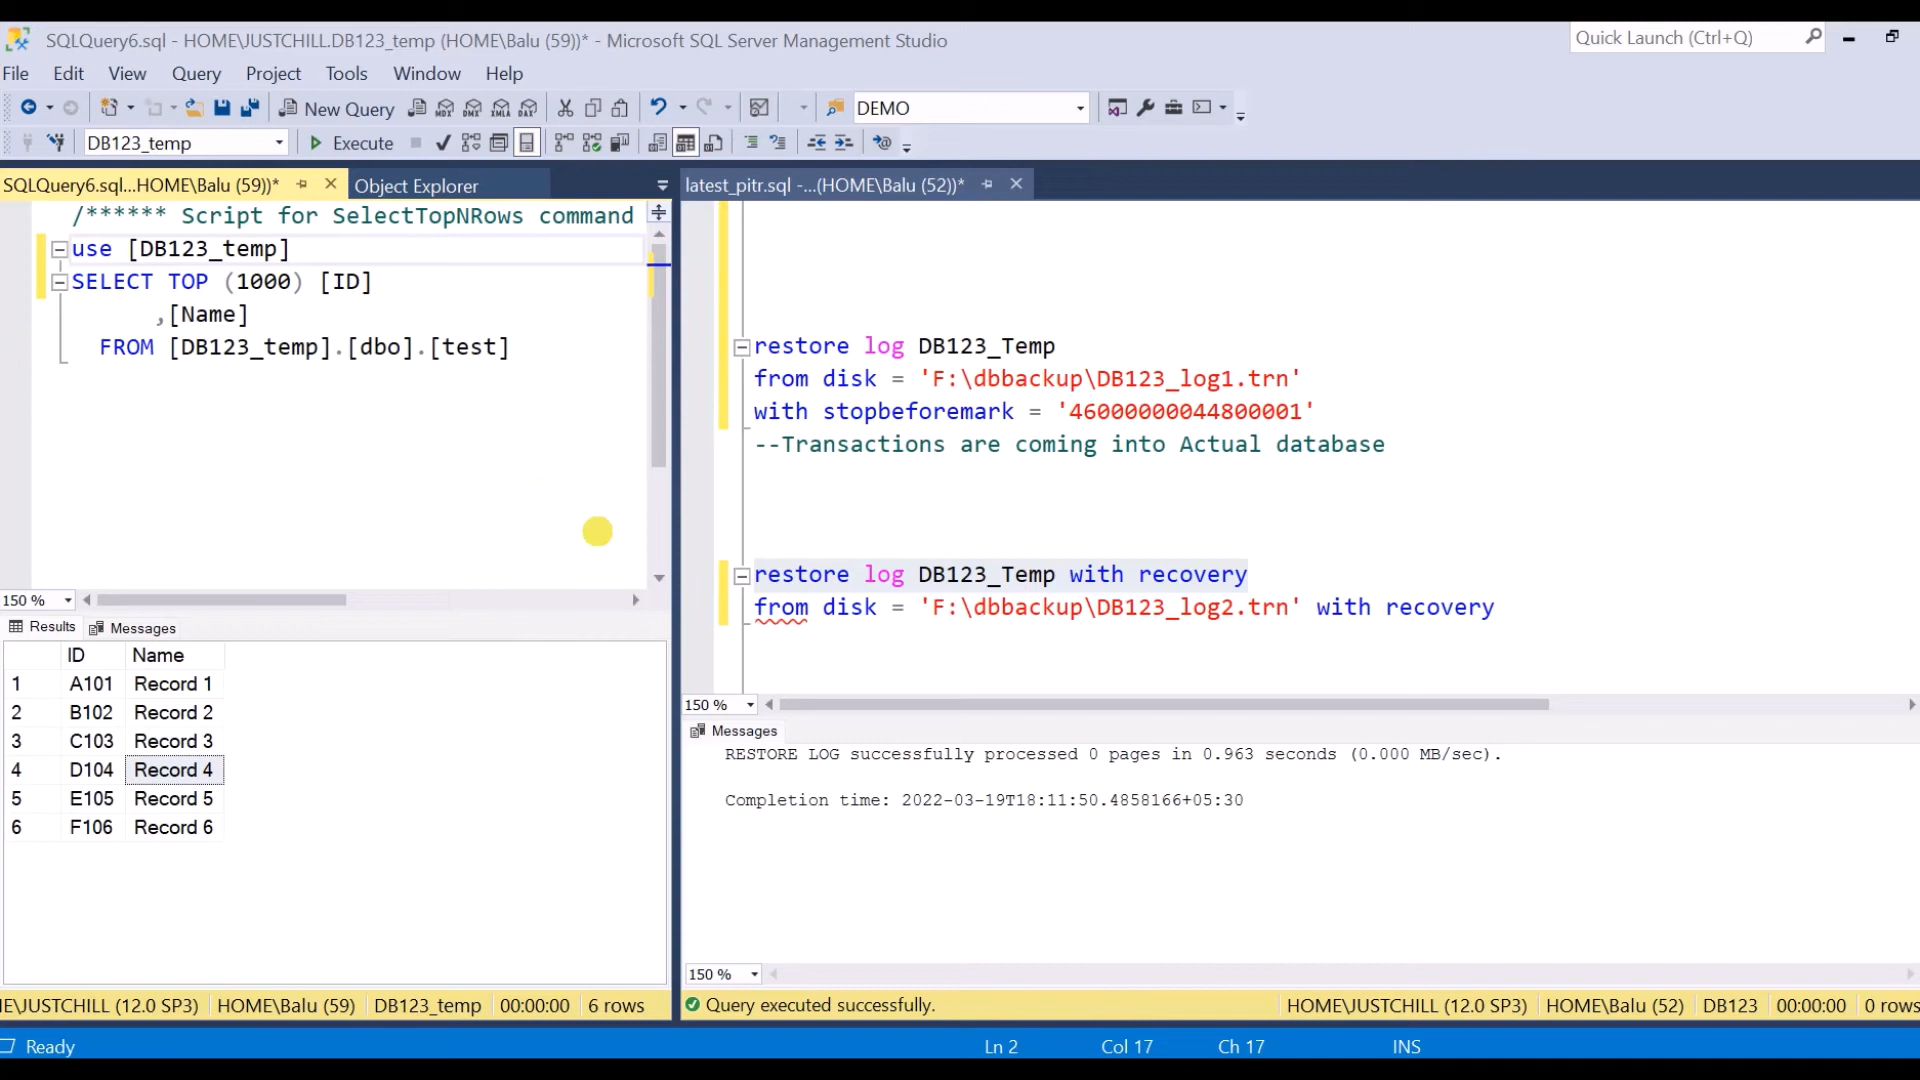 SQLQuery6.sql - HOME\JUSTCHILL.DB123_temp (HOME\Balu (59))* - Microsoft SQL Server Management Studio
Quick Launch (Ctrl+Q)
File Edit View Query Project Tools Window Help
New Query MDX DMX XMLA DAX DEMO
DB123_temp Execute
SQLQuery6.sql...HOME\Balu (59))* Object Explorer
/****** Script for SelectTopNRows command
use [DB123_temp]
SELECT TOP (1000) [ID]
,[Name]
FROM [DB123_temp].[dbo].[test]
150 %
Results Messages
ID Name
1 A101 Record 1
2 B102 Record 2
3 C103 Record 3
4 D104 Record 4
5 E105 Record 5
6 F106 Record 6
HE\JUSTCHILL (12.0 SP3) HOME\Balu (59) DB123_temp 00:00:00 6 rows
latest_pitr.sql -...(HOME\Balu (52))*
restore log DB123_Temp
from disk = 'F:\dbbackup\DB123_log1.trn'
with stopbeforemark = '46000000044800001'
--Transactions are coming into Actual database
restore log DB123_Temp with recovery
from disk = 'F:\dbbackup\DB123_log2.trn' with recovery
150 %
Messages
RESTORE LOG successfully processed 0 pages in 0.963 seconds (0.000 MB/sec).
Completion time: 2022-03-19T18:11:50.4858166+05:30
150 %
Query executed successfully. HOME\JUSTCHILL (12.0 SP3) HOME\Balu (52) DB123 00:00:00 0 rows
Ready Ln 2 Col 17 Ch 17 INS